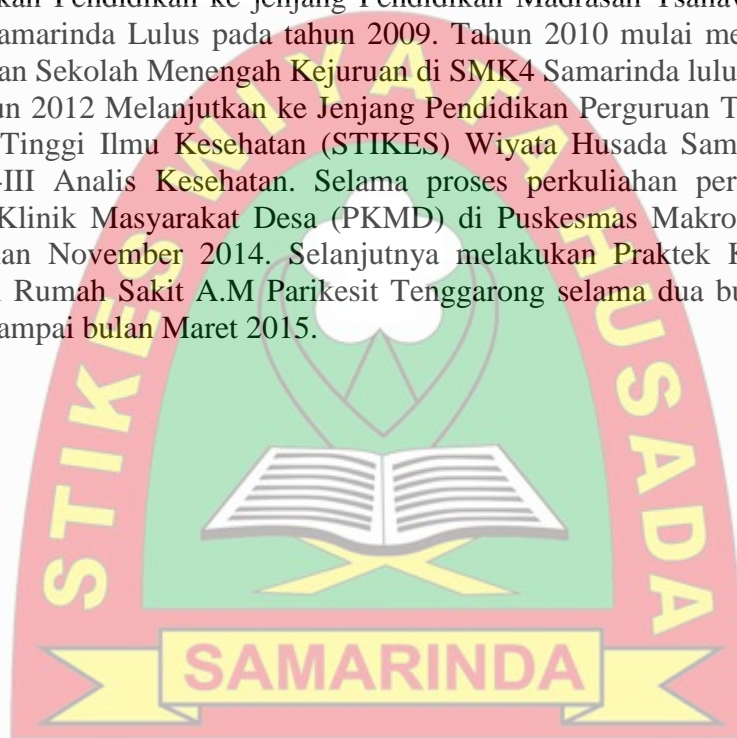 Pendidikan ke jenjang Pendidikan Madrasah
amarinda Lulus pada tahun 2009. Tahun 2010 mulai me
an Sekolah Menengah Kejuruan di SMK4 Samarinda lulu
un 2012 Melanjutkan ke Jenjang Pendidikan Perguruan T
Tinggi Ilmu Kesehatan (STIKES) Wiyata Husada Sam
-III Analis Kesehatan. Selama proses perkuliahan per
Klinik Masyarakat Desa (PKMD) di Puskesmas Makro
an November 2014. Selanjutnya melakukan Praktek K
Rumah Sakit A.M Parikesit Tenggarong selama dua bu
ampai bulan Maret 2015.
STIKES WIYATA HUSADA
SAMARINDA